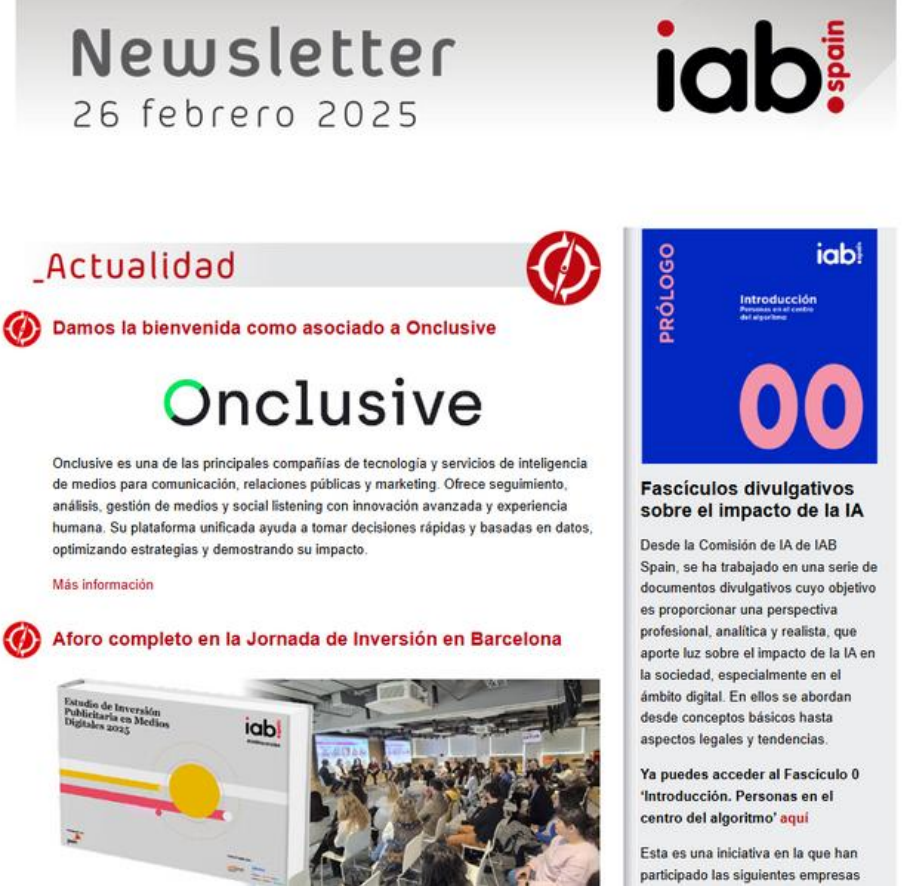 Newsletter
26 febrero 2025
iab
spain
_Actualidad
Damos la bienvenida como asociado a Onclusive
Onclusive
Onclusive es una de las principales compañías de tecnología y servicios de inteligencia
de medios para comunicación, relaciones públicas y marketing. Ofrece seguimiento,
análisis, gestión de medios y social listening con innovación avanzada y experiencia
humana. Su plataforma unificada ayuda a tomar decisiones rápidas y basadas en datos,
optimizando estrategias y demostrando su impacto.
Más información
Aforo completo en la Jornada de Inversión en Barcelona
Estudio de Inversión
Publicitaria en Medios
Digitales 2025
iab
PRÓLOGO
iab
spain
Introducción
Personas en el centro
del algoritmo
00
Fascículos divulgativos
sobre el impacto de la IA
Desde la Comisión de IA de IAB
Spain, se ha trabajado en una serie de
documentos divulgativos cuyo objetivo
es proporcionar una perspectiva
profesional, analítica y realista, que
aporte luz sobre el impacto de la IA en
la sociedad, especialmente en el
ámbito digital. En ellos se abordan
desde conceptos básicos hasta
aspectos legales y tendencias.
Ya puedes acceder al Fascículo 0
‘Introducción. Personas en el
centro del algoritmo’ aquí
Esta es una iniciativa en la que han
participado las siguientes empresas